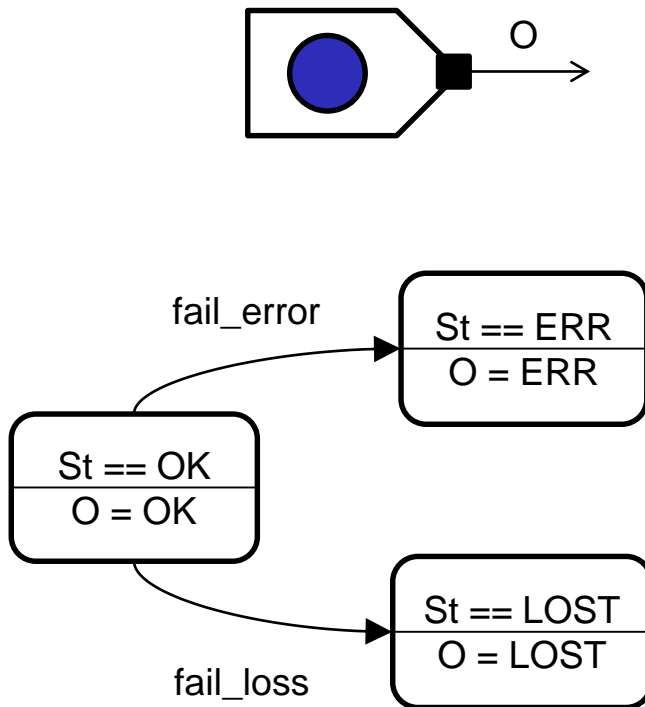 O
fail_error
St == ERR
O = ERR
St == OK
O = OK
St == LOST
O = LOST
fail_loss